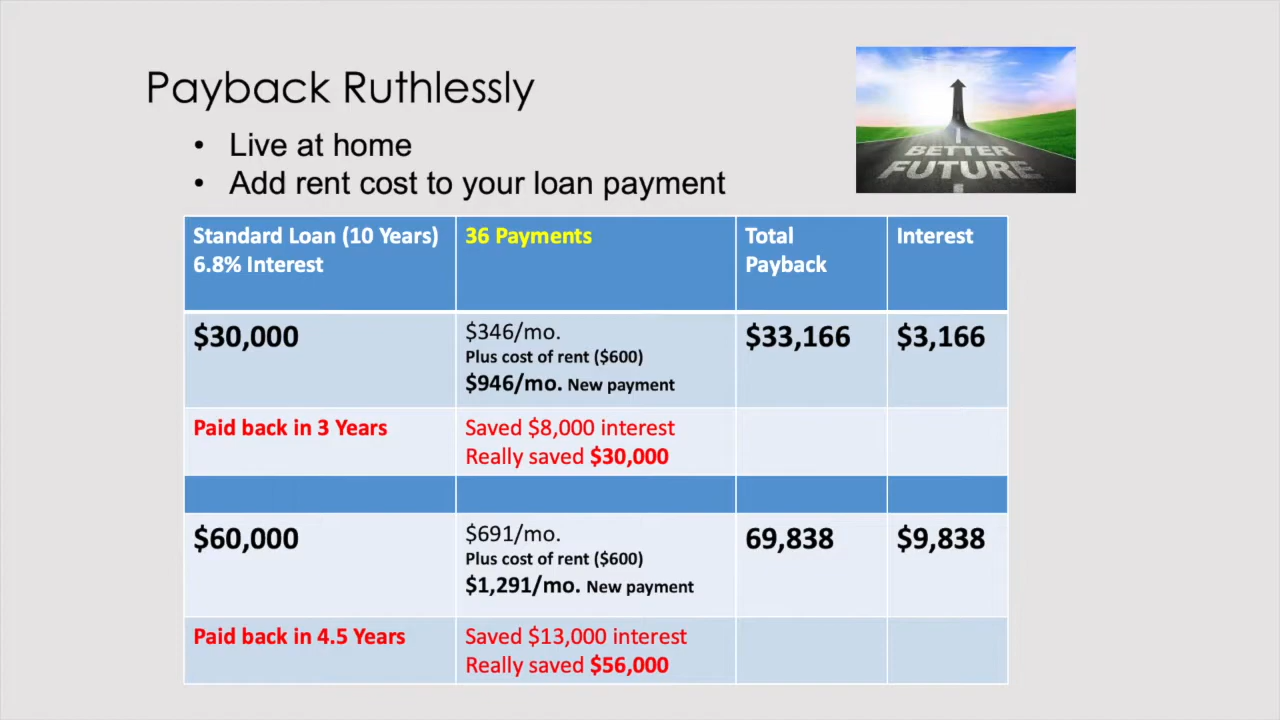 Payback Ruthlessly
• Live at home
• Add rent cost to your loan payment
BETTER
FUTURE
Standard Loan (10 Years)
6.8% Interest
36 Payments
Total
Payback
Interest
$30,000
$346/mo.
Plus cost of rent ($600)
$946/mo. New payment
$33,166
$3,166
Paid back in 3 Years
Saved $8,000 interest
Really saved $30,000
$60,000
$691/mo.
Plus cost of rent ($600)
$1,291/mo. New payment
69,838
$9,838
Paid back in 4.5 Years
Saved $13,000 interest
Really saved $56,000